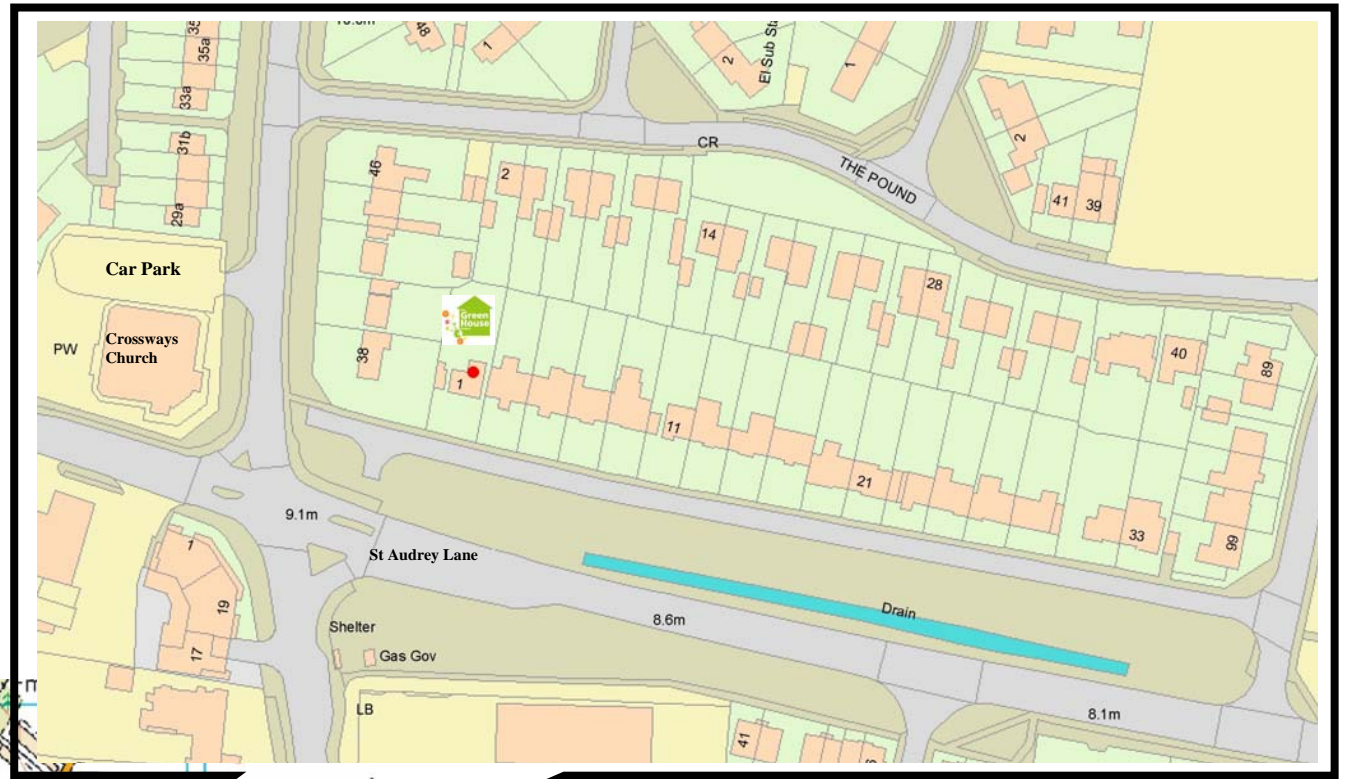 35a
33a
31b
29a
48
1
2
El Sub Sta
1
2
41
39
CR
THE POUND
46
2
14
28
40
89
Car Park
Crossways
Church
PW
Green
House
38
1
11
21
33
99
9.1m
St Audrey Lane
1
19
17
Shelter
Gas Gov
LB
8.6m
Drain
8.1m
41